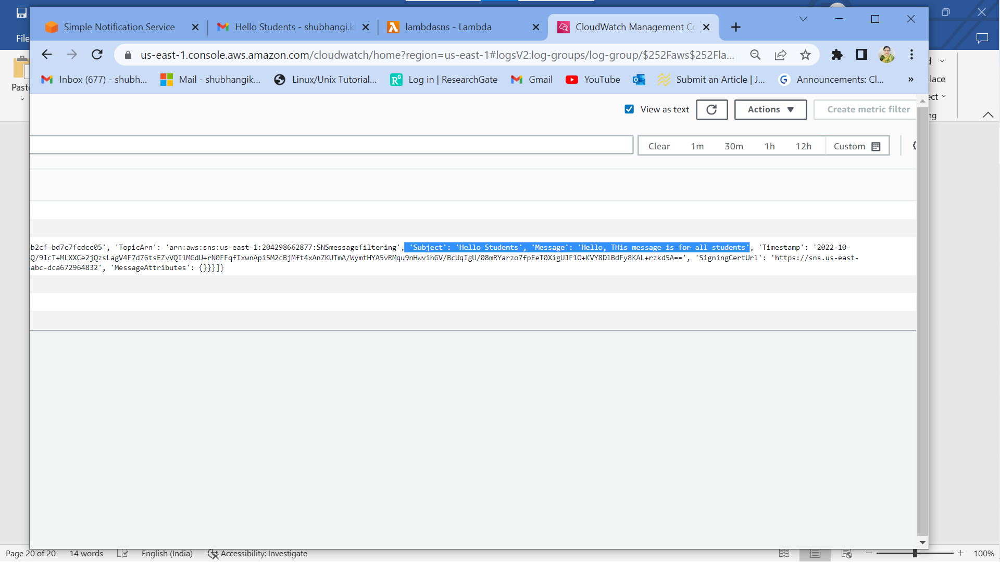 Simple Notification Service
Hello Students - shubhangi.k
lambdasns - Lambda
CloudWatch Management Co
File
us-east-1.console.aws.amazon.com/cloudwatch/home?region=us-east-1#logsV2:log-groups/log-group/$252Faws$252Fla...
Inbox (677) - shubh...
Mail - shubhangik...
Linux/Unix Tutorial...
Log in | ResearchGate
Gmail
YouTube
Submit an Article | J...
Announcements: Cl...
»
Paste
lace
ect
ng
View as text
Actions
Create metric filter
Clear
1m
30m
1h
12h
Custom
b2cf-bd7c7fcdcc05', 'TopicArn': 'arn:aws:sns:us-east-1:204298662877:SNSmessagefiltering', 'Subject': 'Hello Students', 'Message': 'Hello, THis message is for all students', 'Timestamp': '2022-10-
Q/91cT+MLXXCe2jQzsLagV4F7d76tsEZvVQI1MGdU+rN0FFqfIxwnApi5M2cBjMft4xAnZKUTmA/WymtHYA5vRMqu9nHwvihGV/BcUqIgU/08mRYarzo7fpEeT0XigUJF1O+KVY8DlBdFy8KAL+rzkd5A==', 'SigningCertUrl': 'https://sns.us-east-
abc-dca672964832', 'MessageAttributes': {}}}]}
Page 20 of 20
14 words
English (India)
Accessibility: Investigate
100%